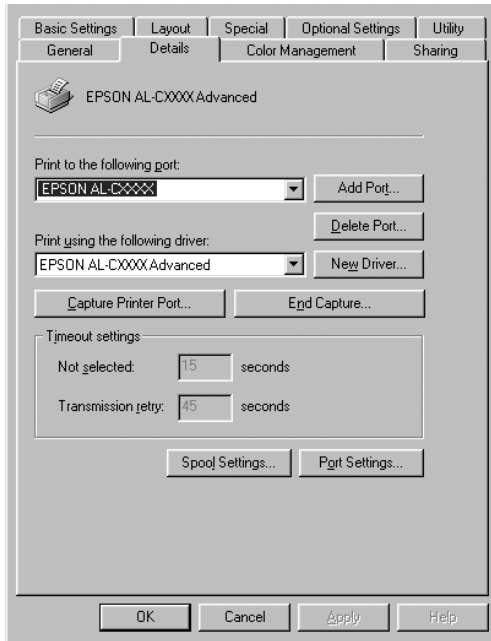 Basic Settings Layout Special Optional Settings Utility
General Details Color Management Sharing
EPSON AL-CXXXX Advanced
Print to the following port:
EPSON AL-CXXXX Add Port...
Delete Port...
Print using the following driver:
EPSON AL-CXXXX Advanced New Driver...
Capture Printer Port... End Capture...
Timeout settings
Not selected: 15 seconds
Transmission retry: 45 seconds
Spool Settings... Port Settings...
OK Cancel Apply Help